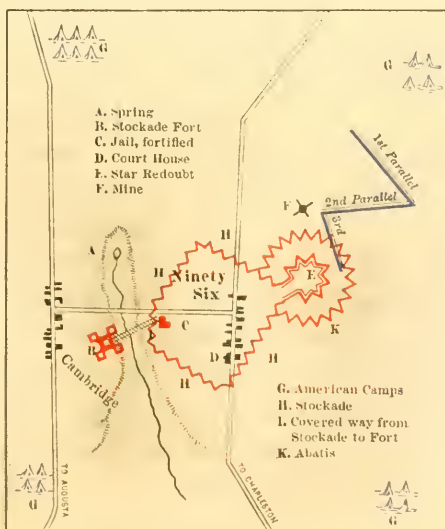 G
G
A. Spring
B. Stockade Fort
C. Jail, fortified
D. Court House
E. Star Redoubt
F. Mine
1st Parallel
2nd Parallel
3rd
F
A
H
H
H
Ninety
Six
E
B
C
K
D
H
H
Cambridge
G. American Camps
H. Stockade
I. Covered way from
Stockade to Fort
K. Abatis
G
TO AUGUSTA
TO CHARLESTON
G